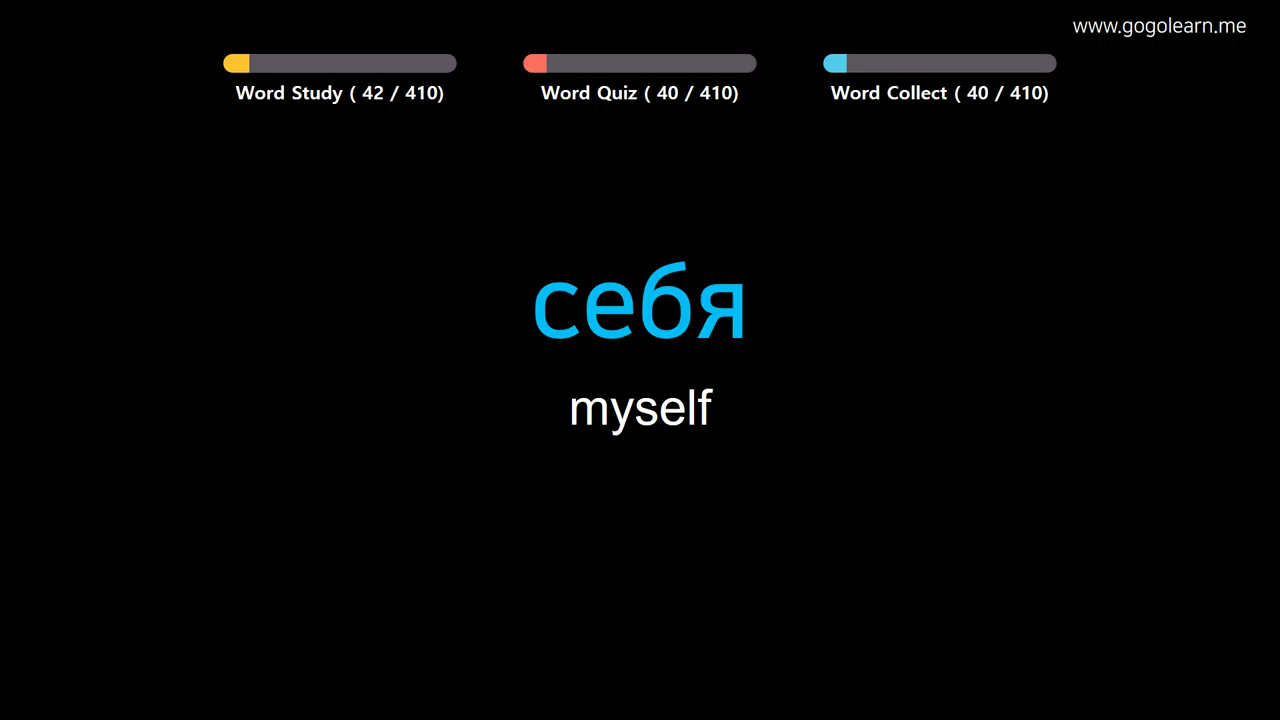 www.gogolearn.me
Word Study ( 42 / 410)
Word Quiz ( 40 / 410)
Word Collect ( 40 / 410)
себя
myself